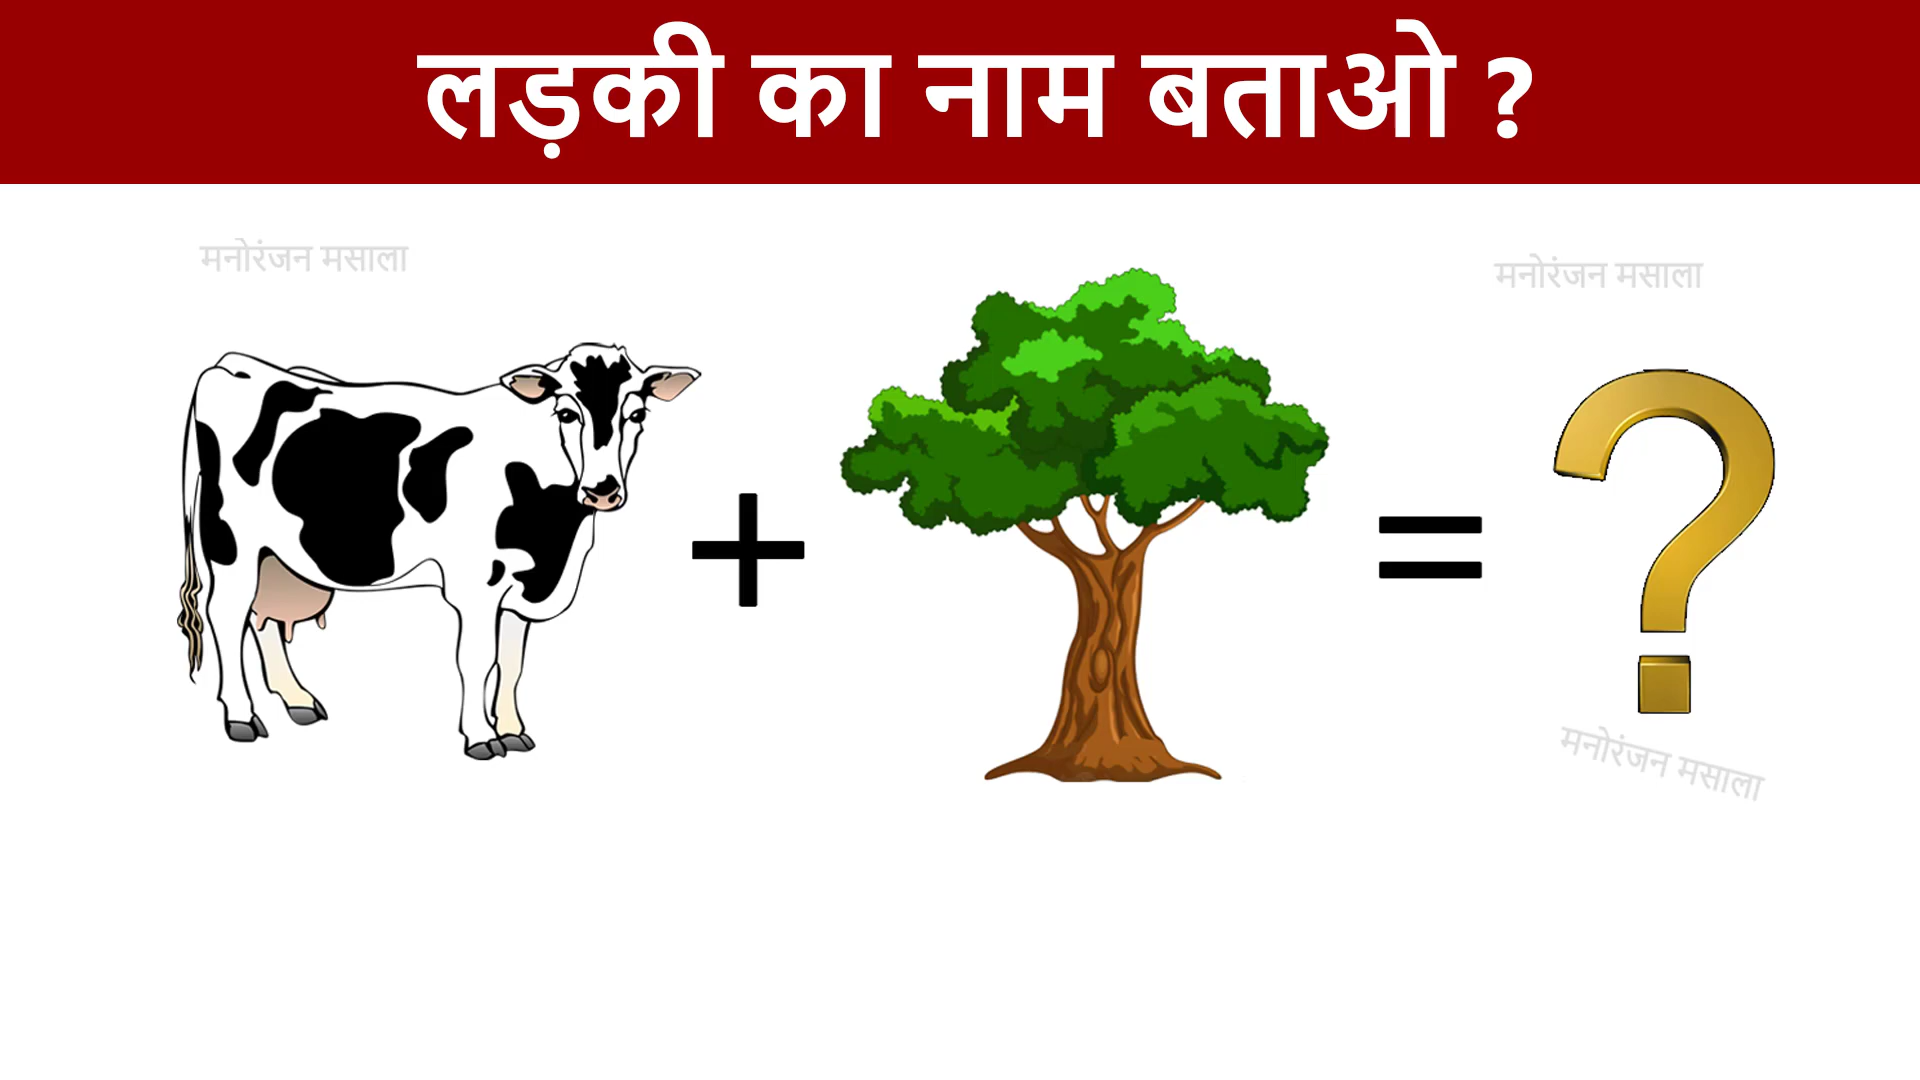 लड़की का नाम बताओ ?
मनोरंजन मसाला
मनोरंजन मसाला
+
=
?
मनोरंजन मसाला